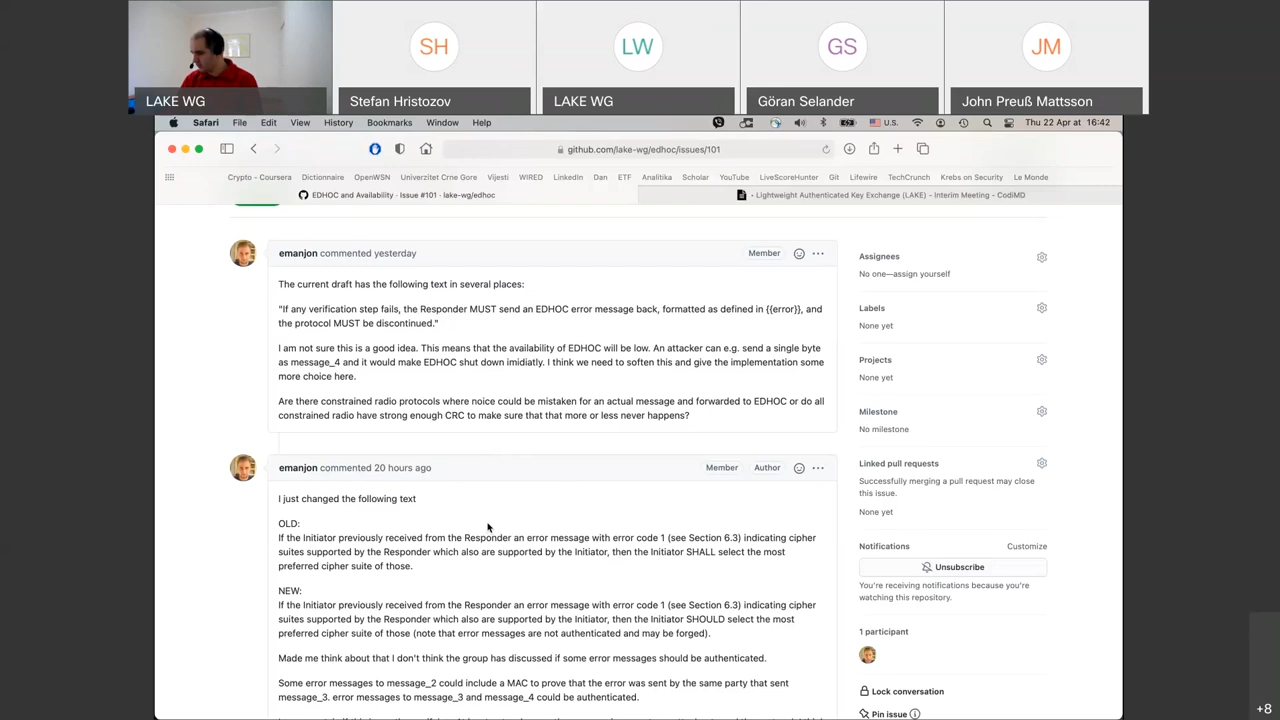 SH
LW
GS
JM
LAKE WG
Stefan Hristozov
LAKE WG
Göran Selander
John Preuß Mattsson
Safari File Edit View History Bookmarks Window Help
U.S.
Thu 22 Apr at 16:42
github.com/lake-wg/edhoc/issues/101
Crypto - Coursera Dictionnaire OpenWSN Univerzitet Crne Gore Vijesti WIRED LinkedIn Dan ETF Analitika Scholar YouTube LiveScoreHunter Git Lifewire TechCrunch Krebs on Security Le Monde
EDHOC and Availability · Issue #101 · lake-wg/edhoc
- Lightweight Authenticated Key Exchange (LAKE) – Interim Meeting - CodiMD
emanjon commented yesterday
Member
The current draft has the following text in several places:
"If any verification step fails, the Responder MUST send an EDHOC error message back, formatted as defined in {{error}}, and
the protocol MUST be discontinued."
I am not sure this is a good idea. This means that the availability of EDHOC will be low. An attacker can e.g. send a single byte
as message_4 and it would make EDHOC shut down imidiatly. I think we need to soften this and give the implementation some
more choice here.
Are there constrained radio protocols where noice could be mistaken for an actual message and forwarded to EDHOC or do all
constrained radio have strong enough CRC to make sure that that more or less never happens?
emanjon commented 20 hours ago
Member
Author
I just changed the following text
OLD:
If the Initiator previously received from the Responder an error message with error code 1 (see Section 6.3) indicating cipher
suites supported by the Responder which also are supported by the Initiator, then the Initiator SHALL select the most
preferred cipher suite of those.
NEW:
If the Initiator previously received from the Responder an error message with error code 1 (see Section 6.3) indicating cipher
suites supported by the Responder which also are supported by the Initiator, then the Initiator SHOULD select the most
preferred cipher suite of those (note that error messages are not authenticated and may be forged).
Made me think about that I don't think the group has discussed if some error messages should be authenticated.
Some error messages to message_2 could include a MAC to prove that the error was sent by the same party that sent
message_3. error messages to message_3 and message_4 could be authenticated.
Assignees
No one—assign yourself
Labels
None yet
Projects
None yet
Milestone
No milestone
Linked pull requests
Successfully merging a pull request may close
this issue.
None yet
Notifications
Customize
Unsubscribe
You're receiving notifications because you're
watching this repository.
1 participant
Lock conversation
Pin issue
+8